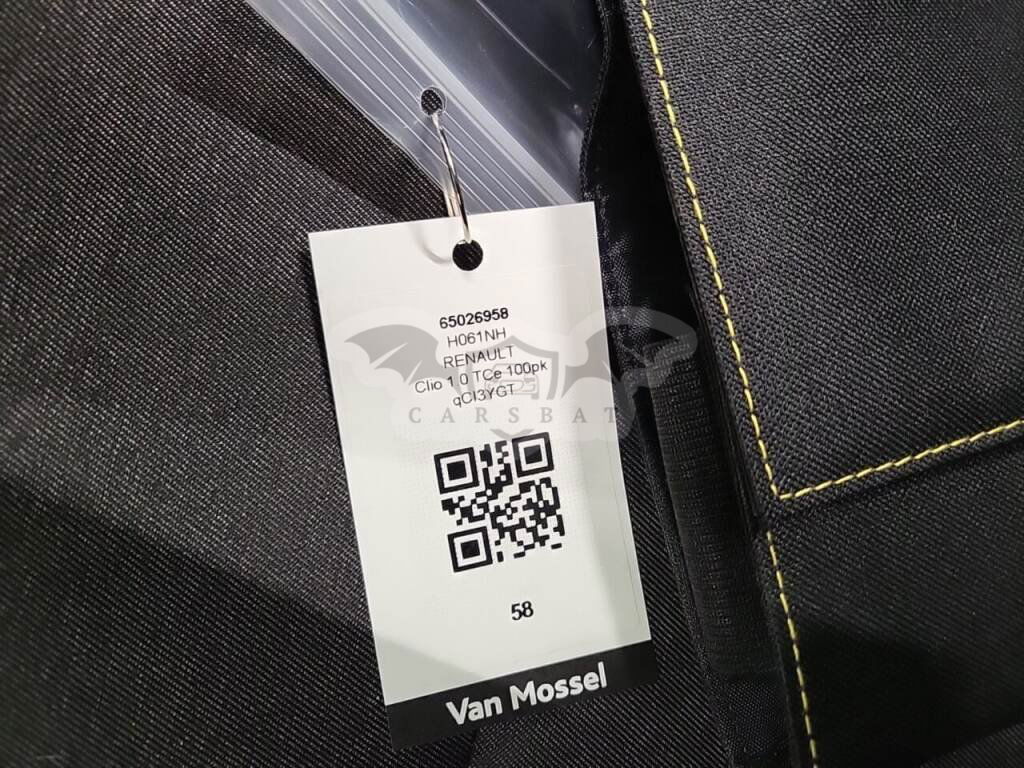 65026958
H061NH
RENAULT
Clio 1.0 TCe 100pk
qCI3YGT
CARSBAT
58
Van Mossel